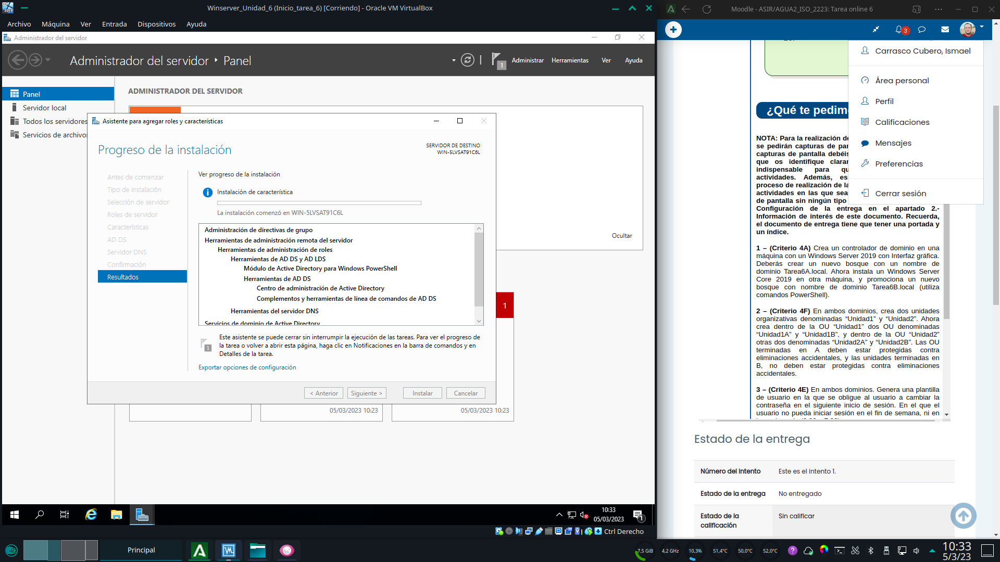 Winserver_Unidad_6 (Inicio_tarea_6) [Corriendo] - Oracle VM VirtualBox
Archivo Máquina Ver Entrada Dispositivos Ayuda
Administrador del servidor
Administrador del servidor ‣ Panel
1
Administrar Herramientas Ver Ayuda
Panel
Servidor local
Todos los servidores
Servicios de archivos
ADMINISTRADOR DEL SERVIDOR
Ocultar
1
Asistente para agregar roles y características
Progreso de la instalación
SERVIDOR DE DESTINO
WIN-5LVSAT91C6L
Antes de comenzar
Tipo de instalación
Selección de servidor
Roles de servidor
Características
AD DS
Servidor DNS
Confirmación
Resultados
Ver progreso de la instalación
Instalación de característica
La instalación comenzó en WIN-5LVSAT91C6L
Administración de directivas de grupo
Herramientas de administración remota del servidor
Herramientas de administración de roles
Herramientas de AD DS y AD LDS
Módulo de Active Directory para Windows PowerShell
Herramientas de AD DS
Centro de administración de Active Directory
Complementos y herramientas de línea de comandos de AD DS
Herramientas del servidor DNS
Servicios de dominio de Active Directory
1
Este asistente se puede cerrar sin interrumpir la ejecución de las tareas. Para ver el progreso de
la tarea o volver a abrir esta página, haga clic en Notificaciones en la barra de comandos y en
Detalles de la tarea.
Exportar opciones de configuración
< Anterior Siguiente > Instalar Cancelar
05/03/2023 10:23
05/03/2023 10:23
10:33
05/03/2023
1
Ctrl Derecho
Moodle - ASIR/AGUA2_ISO_2223: Tarea online 6
3
Carrasco Cubero, Ismael
Área personal
Perfil
Calificaciones
Mensajes
Preferencias
Cerrar sesión
¿Qué te pedim
NOTA: Para la realización de
se pedirán capturas de pan
capturas de pantalla debéis
que os identifique claram
indispensable para qu
actividades. Además, es
proceso de realización de la
actividades en las que sea
de pantalla sin ningún tipo
Configuración de la entrega en el apartado 2.-
Información de interés de este documento. Recuerda,
el documento de entrega tiene que tener una portada y
un índice.
1 – (Criterio 4A) Crea un controlador de dominio en una
máquina con un Windows Server 2019 con Interfaz gráfica.
Deberás crear un nuevo bosque con un nombre de
dominio Tarea6A.local. Ahora instala un Windows Server
Core 2019 en otra máquina, y promociona un nuevo
bosque con nombre de dominio Tarea6B.local (utiliza
comandos PowerShell).
2 – (Criterio 4F) En ambos dominios, crea dos unidades
organizativas denominadas “Unidad1” y “Unidad2”. Ahora
crea dentro de la OU “Unidad1” dos OU denominadas
“Unidad1A” y “Unidad1B”, y dentro de la OU “Unidad2”
otras dos denominadas “Unidad2A” y “Unidad2B”. Las OU
terminadas en A deben estar protegidas contra
eliminaciones accidentales, y las unidades terminadas en
B, no deben estar protegidas contra eliminaciones
accidentales.
3 – (Criterio 4E) En ambos dominios. Genera una plantilla
de usuario en la que se obligue al usuario a cambiar la
contraseña en el siguiente inicio de sesión. En el que el
usuario no pueda iniciar sesión en el fin de semana, ni en
Estado de la entrega
Número del intento Este es el intento 1.
Estado de la entrega No entregado
Estado de la
calificación
Sin calificar
Principal
7,5 GiB 4,2 GHz 10,3% 51,4°C 50,0°C 52,0°C
10:33
5/3/23